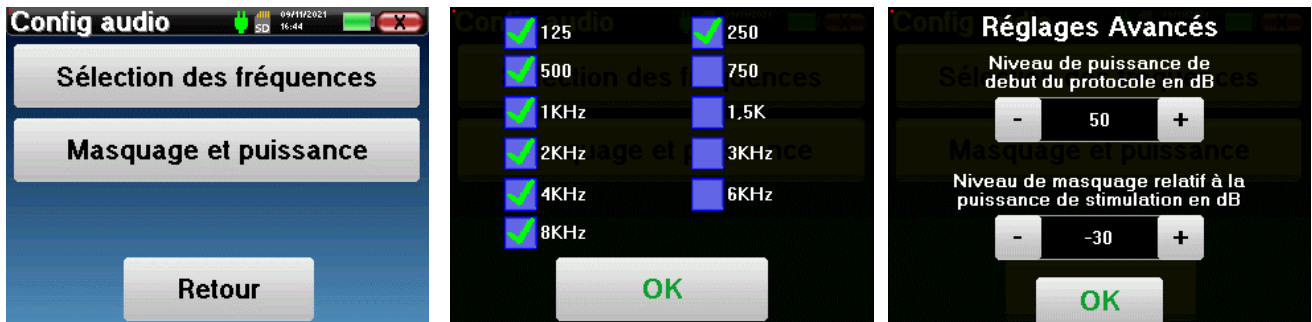 Config audio
SD
09/11/2021
16:44
X
Sélection des fréquences
Masquage et puissance
Retour
125
250
500
750
1KHz
1,5K
2KHz
3KHz
4KHz
6KHz
8KHz
OK
Réglages Avancés
Niveau de puissance de
debut du protocole en dB
- 50 +
Niveau de masquage relatif à la
puissance de stimulation en dB
- -30 +
OK